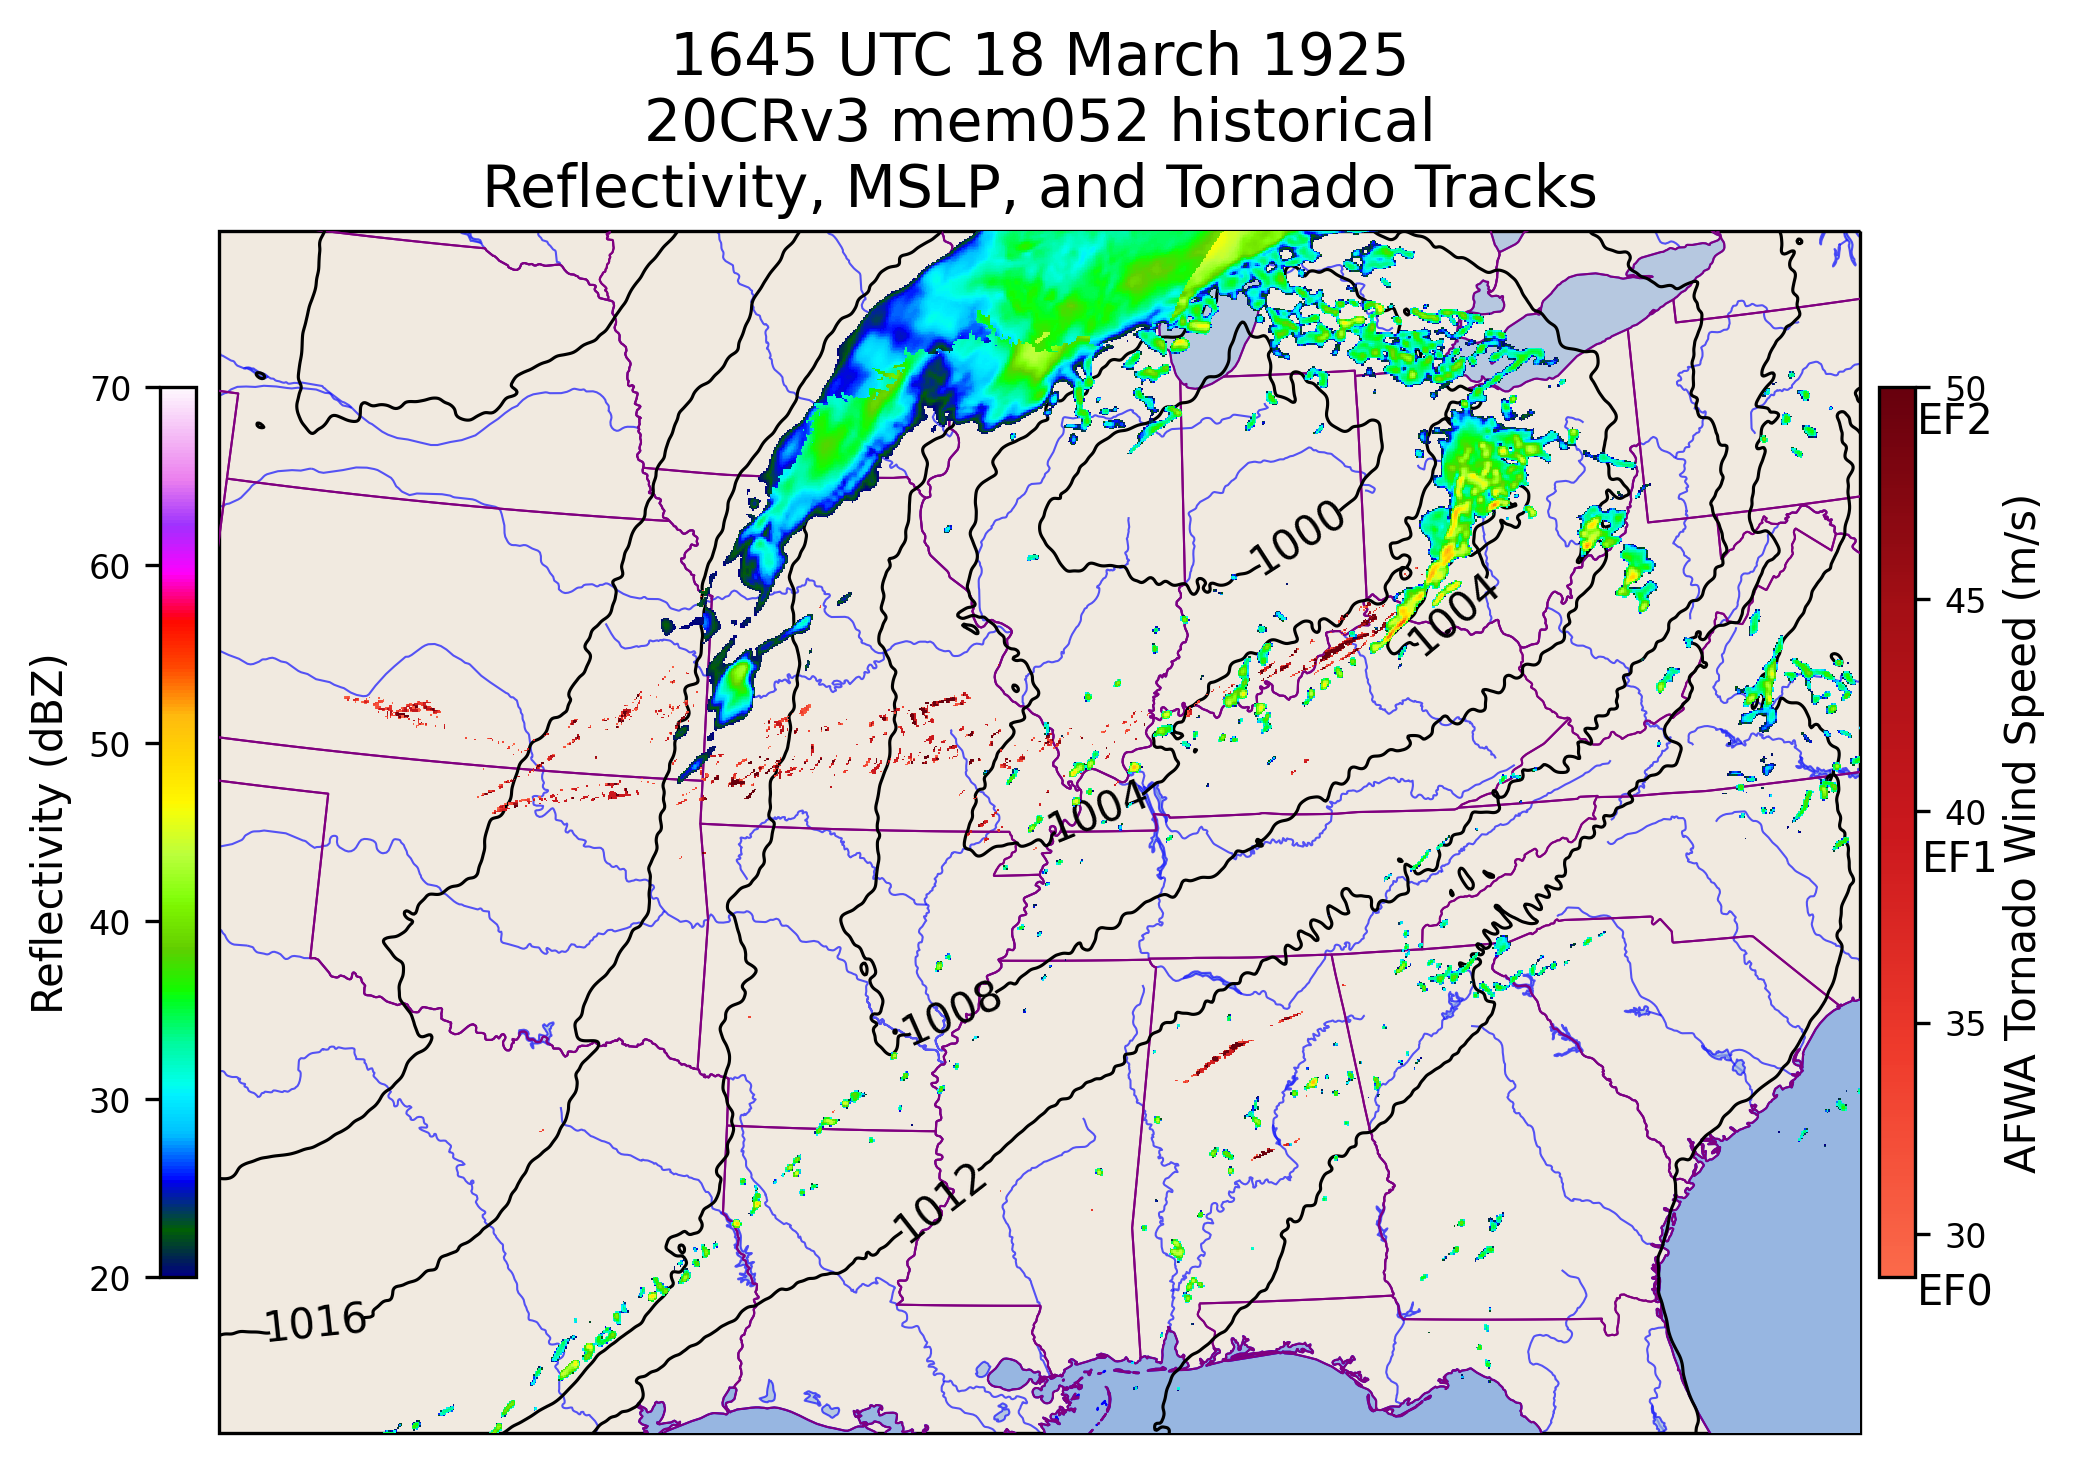 1645 UTC 18 March 1925
20CRv3 mem052 historical
Reflectivity, MSLP, and Tornado Tracks
Reflectivity (dBZ)
70
60
50
40
30
20
1000
1004
1004
1008
1012
1016
50
EF2
45
40
EF1
35
30
EF0
AFWA Tornado Wind Speed (m/s)